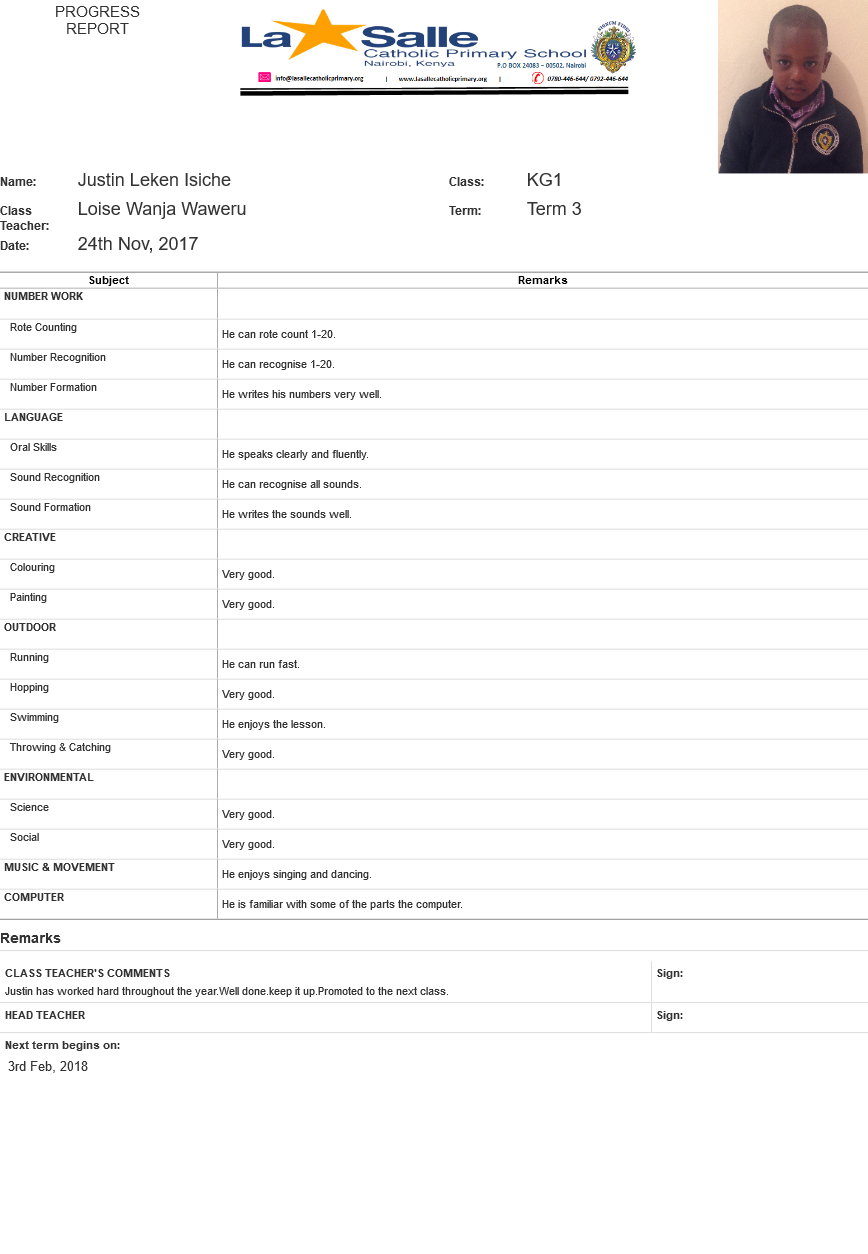 PROGRESS
REPORT
La Salle
Catholic Primary School
Nairobi, Kenya
P.O BOX 24083 – 00502, Nairobi
info@lasallecatholicprimary.org | www.lasallecatholicprimary.org | 0780-446-644/ 0792-446-644
Name: Justin Leken Isiche Class: KG1
Class Teacher: Loise Wanja Waweru Term: Term 3
Date: 24th Nov, 2017
Subject Remarks
NUMBER WORK
Rote Counting He can rote count 1-20.
Number Recognition He can recognise 1-20.
Number Formation He writes his numbers very well.
LANGUAGE
Oral Skills He speaks clearly and fluently.
Sound Recognition He can recognise all sounds.
Sound Formation He writes the sounds well.
CREATIVE
Colouring Very good.
Painting Very good.
OUTDOOR
Running He can run fast.
Hopping Very good.
Swimming He enjoys the lesson.
Throwing & Catching Very good.
ENVIRONMENTAL
Science Very good.
Social Very good.
MUSIC & MOVEMENT He enjoys singing and dancing.
COMPUTER He is familiar with some of the parts the computer.
Remarks
CLASS TEACHER'S COMMENTS Sign:
Justin has worked hard throughout the year.Well done.keep it up.Promoted to the next class.
HEAD TEACHER Sign:
Next term begins on:
3rd Feb, 2018